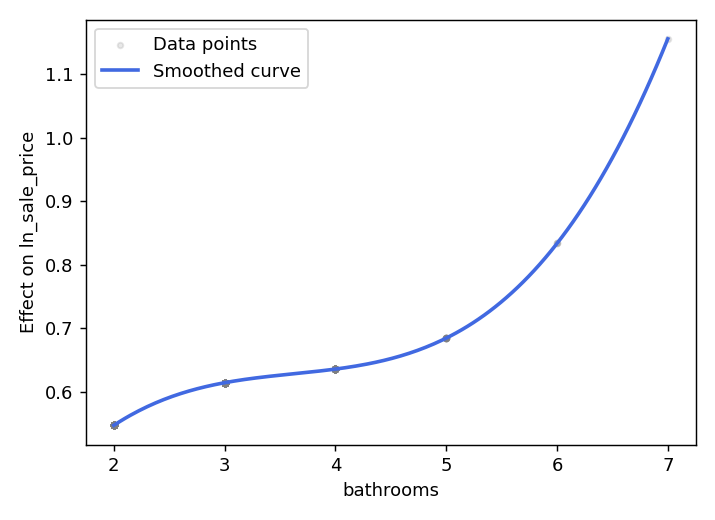 Data points
Smoothed curve
1.1
1.0
0.9
0.8
0.7
0.6
Effect on ln_sale_price
2 3 4 5 6 7
bathrooms